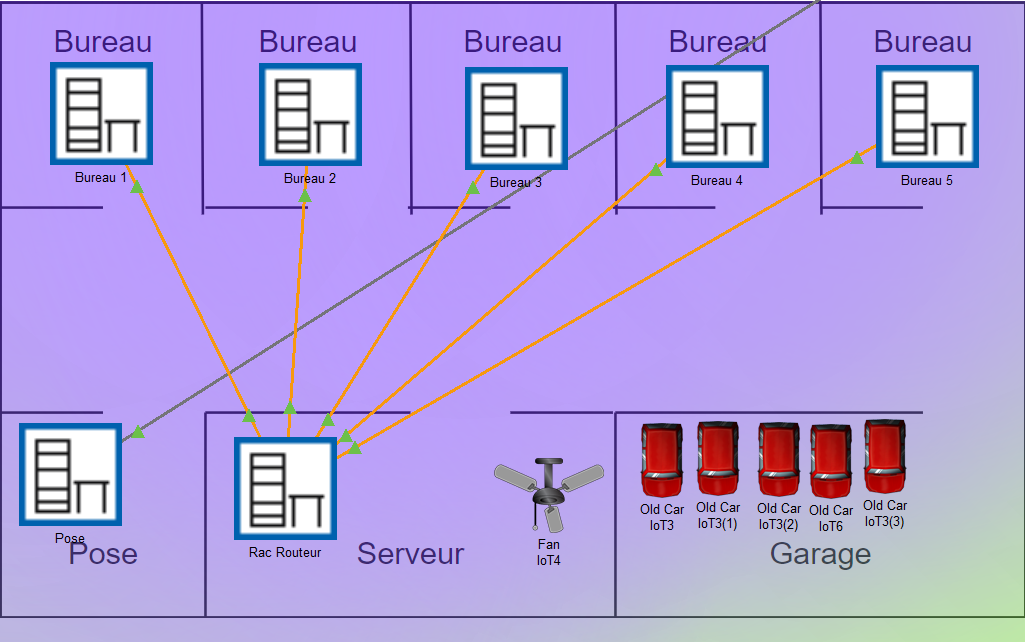 Bureau
Bureau
Bureau
Bureau
Bureau
Bureau 1
Bureau 2
Bureau 3
Bureau 4
Bureau 5
Pose
Pose
Rac Routeur
Serveur
Fan
IoT4
Old Car
IoT3
Old Car
IoT3(1)
Old Car
IoT3(2)
Old Car
IoT6
Old Car
IoT3(3)
Garage